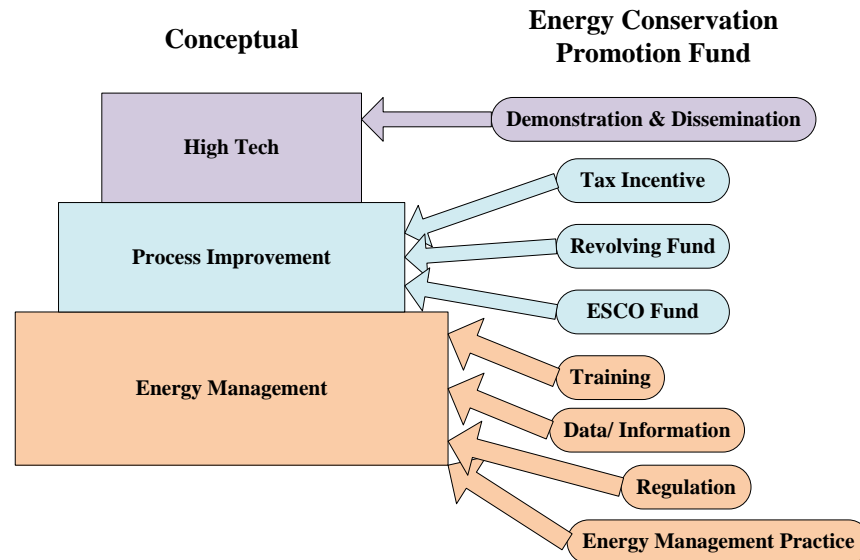 Conceptual
Energy Conservation
Promotion Fund
High Tech
Demonstration & Dissemination
Process Improvement
Tax Incentive
Revolving Fund
ESCO Fund
Energy Management
Training
Data/ Information
Regulation
Energy Management Practice